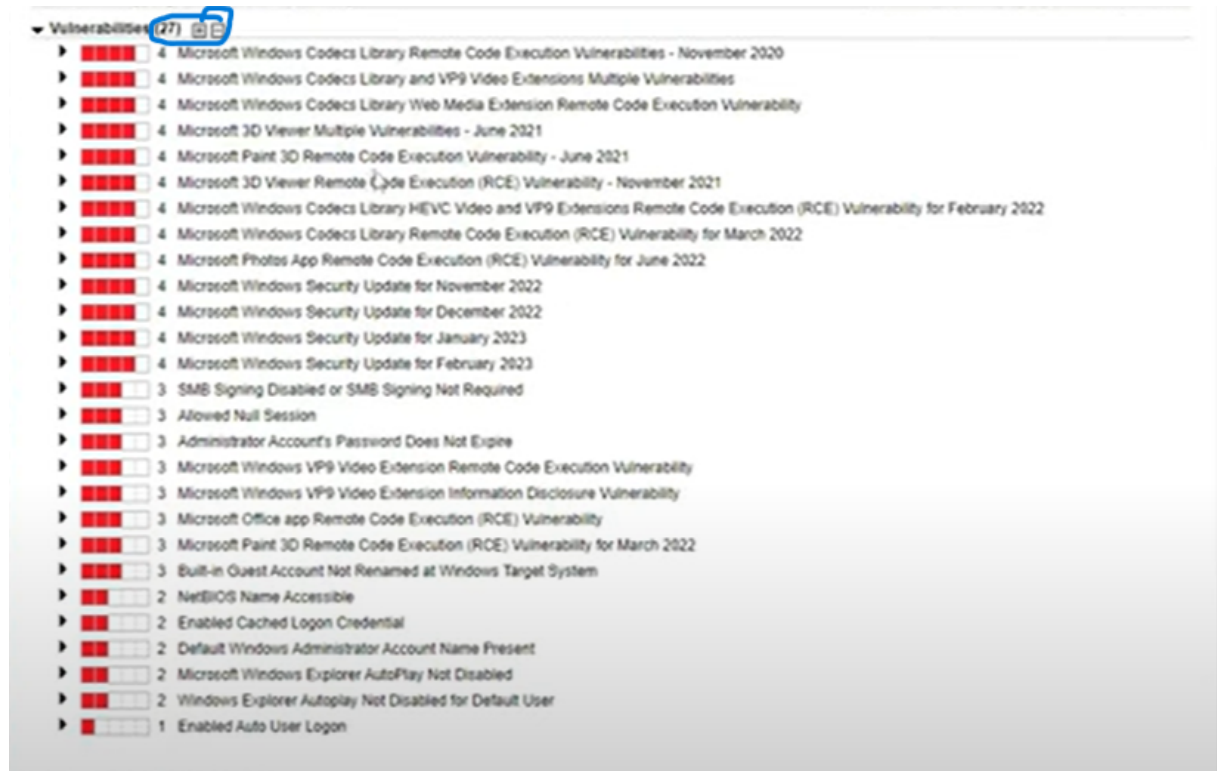 Vulnerabilities (27)
4 Microsoft Windows Codecs Library Remote Code Execution Vulnerabilities - November 2020
4 Microsoft Windows Codecs Library and VP9 Video Extensions Multiple Vulnerabilities
4 Microsoft Windows Codecs Library Web Media Extension Remote Code Execution Vulnerability
4 Microsoft 3D Viewer Multiple Vulnerabilities - June 2021
4 Microsoft Paint 3D Remote Code Execution Vulnerability - June 2021
4 Microsoft 3D Viewer Remote Code Execution (RCE) Vulnerability - November 2021
4 Microsoft Windows Codecs Library HEVC Video and VP9 Extensions Remote Code Execution (RCE) Vulnerability for February 2022
4 Microsoft Windows Codecs Library Remote Code Execution (RCE) Vulnerability for March 2022
4 Microsoft Photos App Remote Code Execution (RCE) Vulnerability for June 2022
4 Microsoft Windows Security Update for November 2022
4 Microsoft Windows Security Update for December 2022
4 Microsoft Windows Security Update for January 2023
4 Microsoft Windows Security Update for February 2023
3 SMB Signing Disabled or SMB Signing Not Required
3 Allowed Null Session
3 Administrator Account's Password Does Not Expire
3 Microsoft Windows VP9 Video Extension Remote Code Execution Vulnerability
3 Microsoft Windows VP9 Video Extension Information Disclosure Vulnerability
3 Microsoft Office app Remote Code Execution (RCE) Vulnerability
3 Microsoft Paint 3D Remote Code Execution (RCE) Vulnerability for March 2022
3 Built-in Guest Account Not Renamed at Windows Target System
2 NetBIOS Name Accessible
2 Enabled Cached Logon Credential
2 Default Windows Administrator Account Name Present
2 Microsoft Windows Explorer AutoPlay Not Disabled
2 Windows Explorer Autoplay Not Disabled for Default User
1 Enabled Auto User Logon